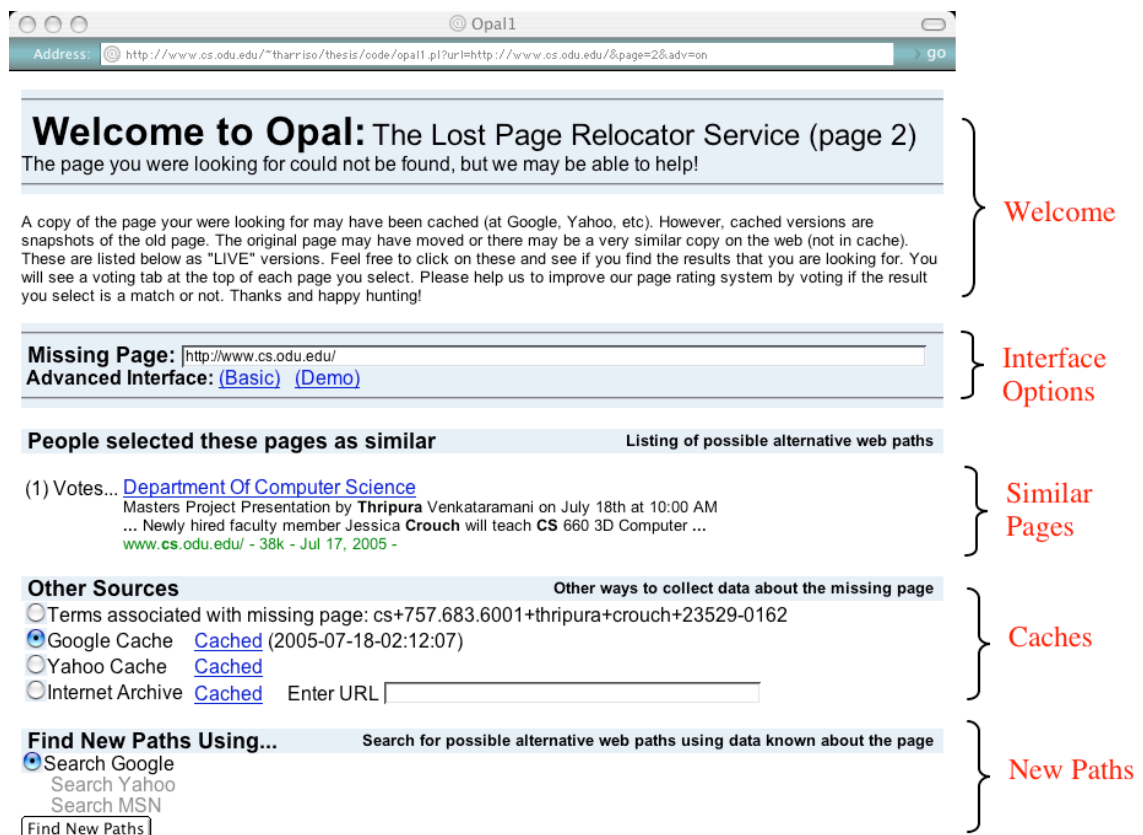 Opal1
Address: http://www.cs.odu.edu/~tharriso/thesis/code/opal1.pl?url=http://www.cs.odu.edu/&page=2&adv=on go
Welcome to Opal: The Lost Page Relocator Service (page 2)
The page you were looking for could not be found, but we may be able to help!
Welcome
A copy of the page your were looking for may have been cached (at Google, Yahoo, etc). However, cached versions are
snapshots of the old page. The original page may have moved or there may be a very similar copy on the web (not in cache).
These are listed below as "LIVE" versions. Feel free to click on these and see if you find the results that you are looking for. You
will see a voting tab at the top of each page you select. Please help us to improve our page rating system by voting if the result
you select is a match or not. Thanks and happy hunting!
Missing Page: http://www.cs.odu.edu/
Advanced Interface: (Basic) (Demo)
Interface
Options
People selected these pages as similar Listing of possible alternative web paths
(1) Votes... Department Of Computer Science
Masters Project Presentation by Thripura Venkataramani on July 18th at 10:00 AM
... Newly hired faculty member Jessica Crouch will teach CS 660 3D Computer ...
www.cs.odu.edu/ - 38k - Jul 17, 2005 -
Similar
Pages
Other Sources Other ways to collect data about the missing page
Terms associated with missing page: cs+757.683.6001+thripura+crouch+23529-0162
Google Cache Cached (2005-07-18-02:12:07)
Yahoo Cache Cached
Internet Archive Cached Enter URL
Caches
Find New Paths Using... Search for possible alternative web paths using data known about the page
Search Google
Search Yahoo
Search MSN
Find New Paths
New Paths